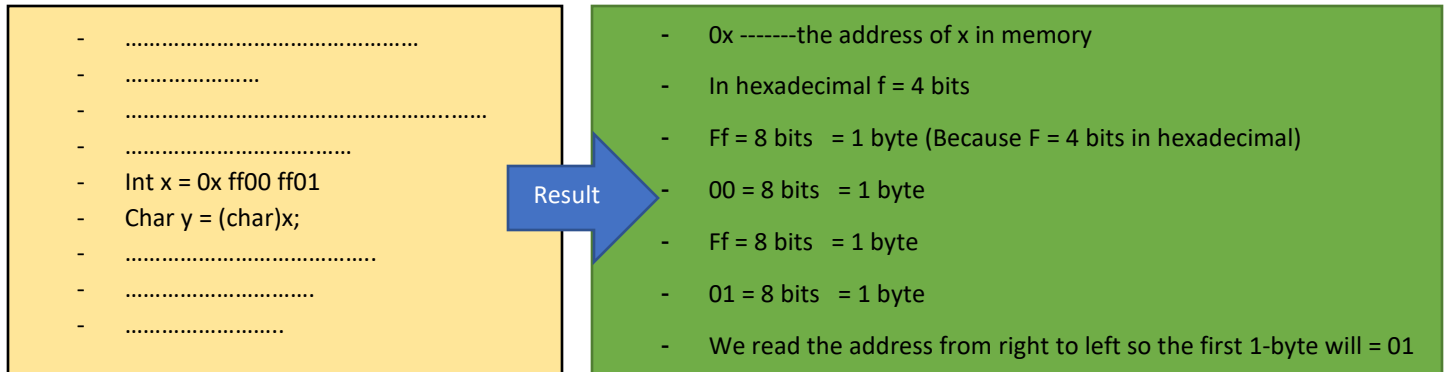 - ………………………………………
- …………………
- …………………………………………..……
- ……………………….……
- Int x = 0x ff00 ff01
- Char y = (char)x;
- ………………………………..
- ………………………….
- ……………………..
Result
- 0x -------the address of x in memory
- In hexadecimal f = 4 bits
- Ff = 8 bits = 1 byte (Because F = 4 bits in hexadecimal)
- 00 = 8 bits = 1 byte
- Ff = 8 bits = 1 byte
- 01 = 8 bits = 1 byte
- We read the address from right to left so the first 1-byte will = 01